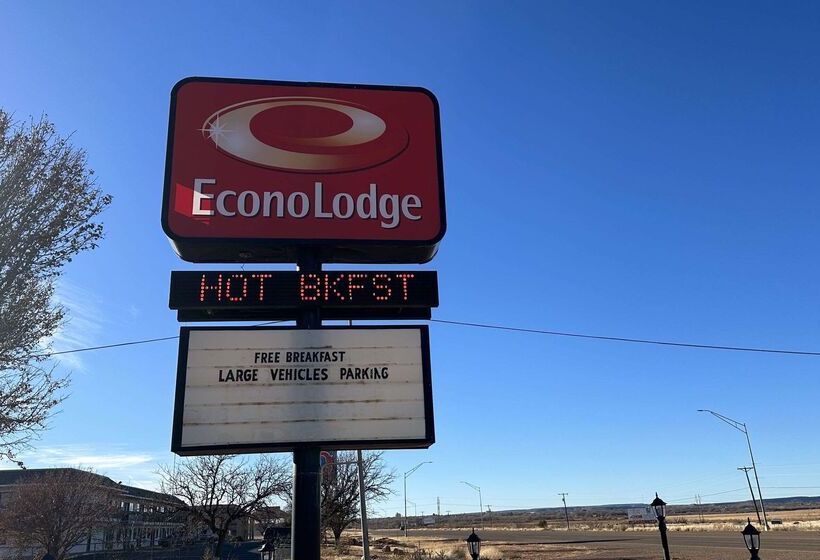 EconoLodge
HOT BKFST
FREE BREAKFAST
LARGE VEHICLES PARKING